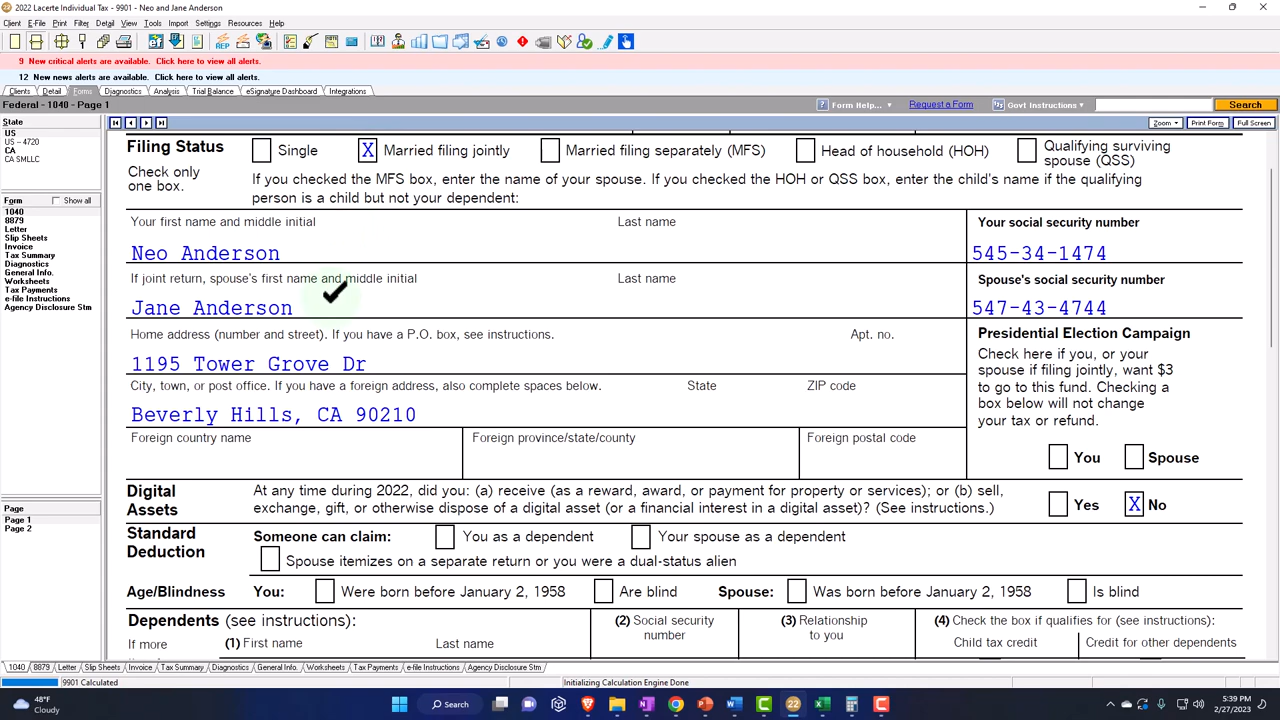 2022 Lacerte Individual Tax - 9901 - Neo and Jane Anderson
Client E-File Print Filter Detail View Tools Import Settings Resources Help
REP
9 New critical alerts are available. Click here to view all alerts.
12 New news alerts are available. Click here to view all alerts.
Clients Detail Forms Diagnostics Analysis Trial Balance eSignature Dashboard Integrations
Federal - 1040 - Page 1
Form Help... Request a Form Govt Instructions Search
State
US
US - 4720
CA
CA SMLLC
Form Show all
1040
8879
Letter
Slip Sheets
Invoice
Tax Summary
Diagnostics
General Info.
Worksheets
Tax Payments
e-file Instructions
Agency Disclosure Stm
Page
Page 1
Page 2
Zoom Print Form Full Screen
Filing Status
Check only one box.
Single X Married filing jointly Married filing separately (MFS) Head of household (HOH) Qualifying surviving spouse (QSS)
If you checked the MFS box, enter the name of your spouse. If you checked the HOH or QSS box, enter the child's name if the qualifying
person is a child but not your dependent:
Your first name and middle initial Last name Your social security number
Neo Anderson 545-34-1474
If joint return, spouse's first name and middle initial Last name Spouse's social security number
Jane Anderson 547-43-4744
Home address (number and street). If you have a P.O. box, see instructions. Apt. no.
1195 Tower Grove Dr
City, town, or post office. If you have a foreign address, also complete spaces below. State ZIP code
Beverly Hills, CA 90210
Foreign country name Foreign province/state/county Foreign postal code
Presidential Election Campaign
Check here if you, or your
spouse if filing jointly, want $3
to go to this fund. Checking a
box below will not change
your tax or refund.
You Spouse
Digital Assets
At any time during 2022, did you: (a) receive (as a reward, award, or payment for property or services); or (b) sell,
exchange, gift, or otherwise dispose of a digital asset (or a financial interest in a digital asset)? (See instructions.)
Yes X No
Standard Deduction
Someone can claim: You as a dependent Your spouse as a dependent
Spouse itemizes on a separate return or you were a dual-status alien
Age/Blindness You: Were born before January 2, 1958 Are blind Spouse: Was born before January 2, 1958 Is blind
Dependents (see instructions): (2) Social security number (3) Relationship to you (4) Check the box if qualifies for (see instructions):
If more (1) First name Last name Child tax credit Credit for other dependents
1040 8879 Letter Slip Sheets Invoice Tax Summary Diagnostics General Info. Worksheets Tax Payments e-file Instructions Agency Disclosure Stm
9901 Calculated Initializing Calculation Engine Done
48°F
Cloudy
Search
22
5:39 PM
2/27/2023